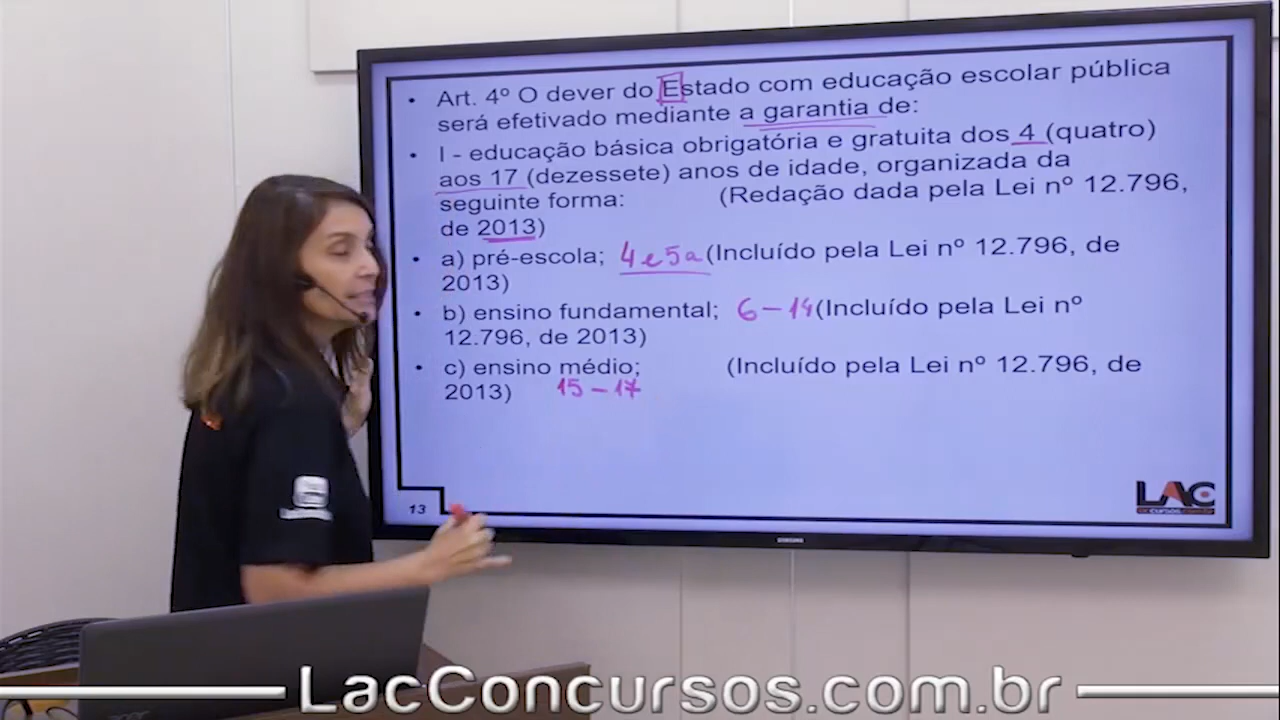 • Art. 4º O dever do Estado com educação escolar pública
será efetivado mediante a garantia de:
• I - educação básica obrigatória e gratuita dos 4 (quatro)
aos 17 (dezessete) anos de idade, organizada da
seguinte forma: (Redação dada pela Lei nº 12.796,
de 2013)
• a) pré-escola; 4 e 5a (Incluído pela Lei nº 12.796, de
2013)
• b) ensino fundamental; 6-14 (Incluído pela Lei nº
12.796, de 2013)
• c) ensino médio; (Incluído pela Lei nº 12.796, de
2013) 15-17
13
LAC
SAMSUNG
LacConcursos.com.br